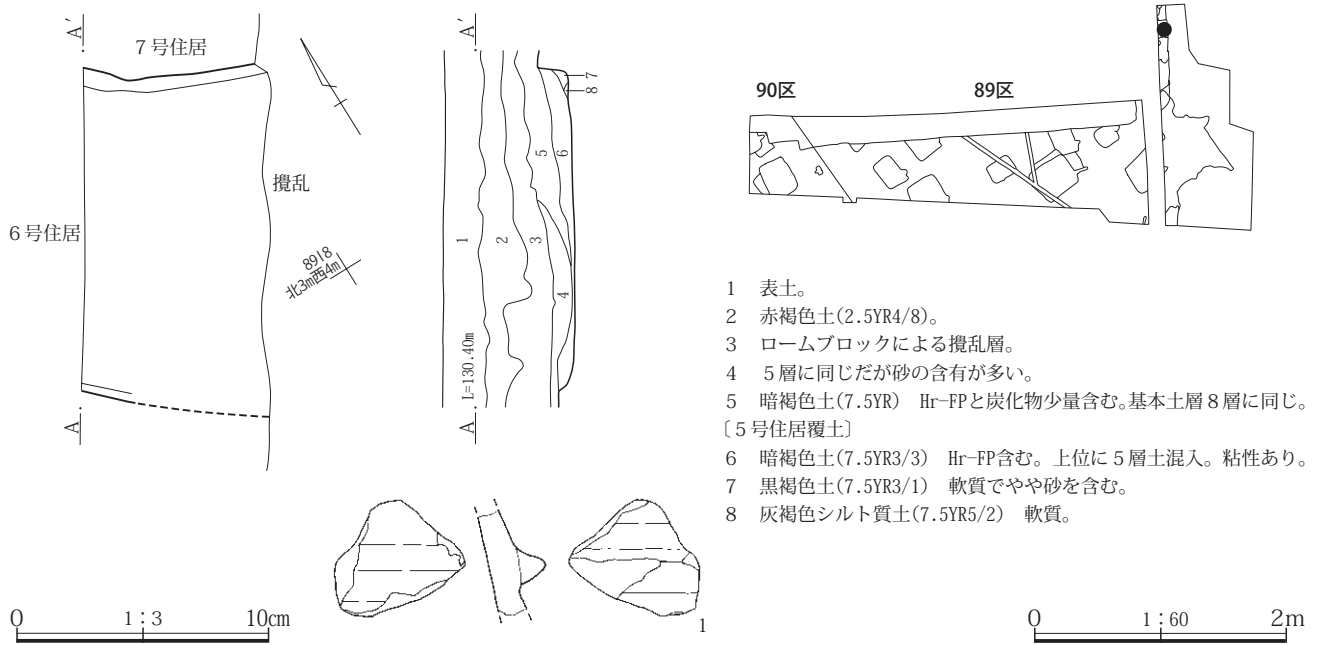 A′
7号住居
6号住居
攪乱
8918
北3m西4m
A
A′
1
2
3
4
5
6
7
8
L=130.40m
A
90区
89区
1 表土。
2 赤褐色土(2.5YR4/8)。
3 ロームブロックによる攪乱層。
4 5層に同じだが砂の含有が多い。
5 暗褐色土(7.5YR) Hr-FPと炭化物少量含む。基本土層8層に同じ。
〔5号住居覆土〕
6 暗褐色土(7.5YR3/3) Hr-FP含む。上位に5層土混入。粘性あり。
7 黒褐色土(7.5YR3/1) 軟質でやや砂を含む。
8 灰褐色シルト質土(7.5YR5/2) 軟質。
1
0 1:3 10cm
0 1:60 2m